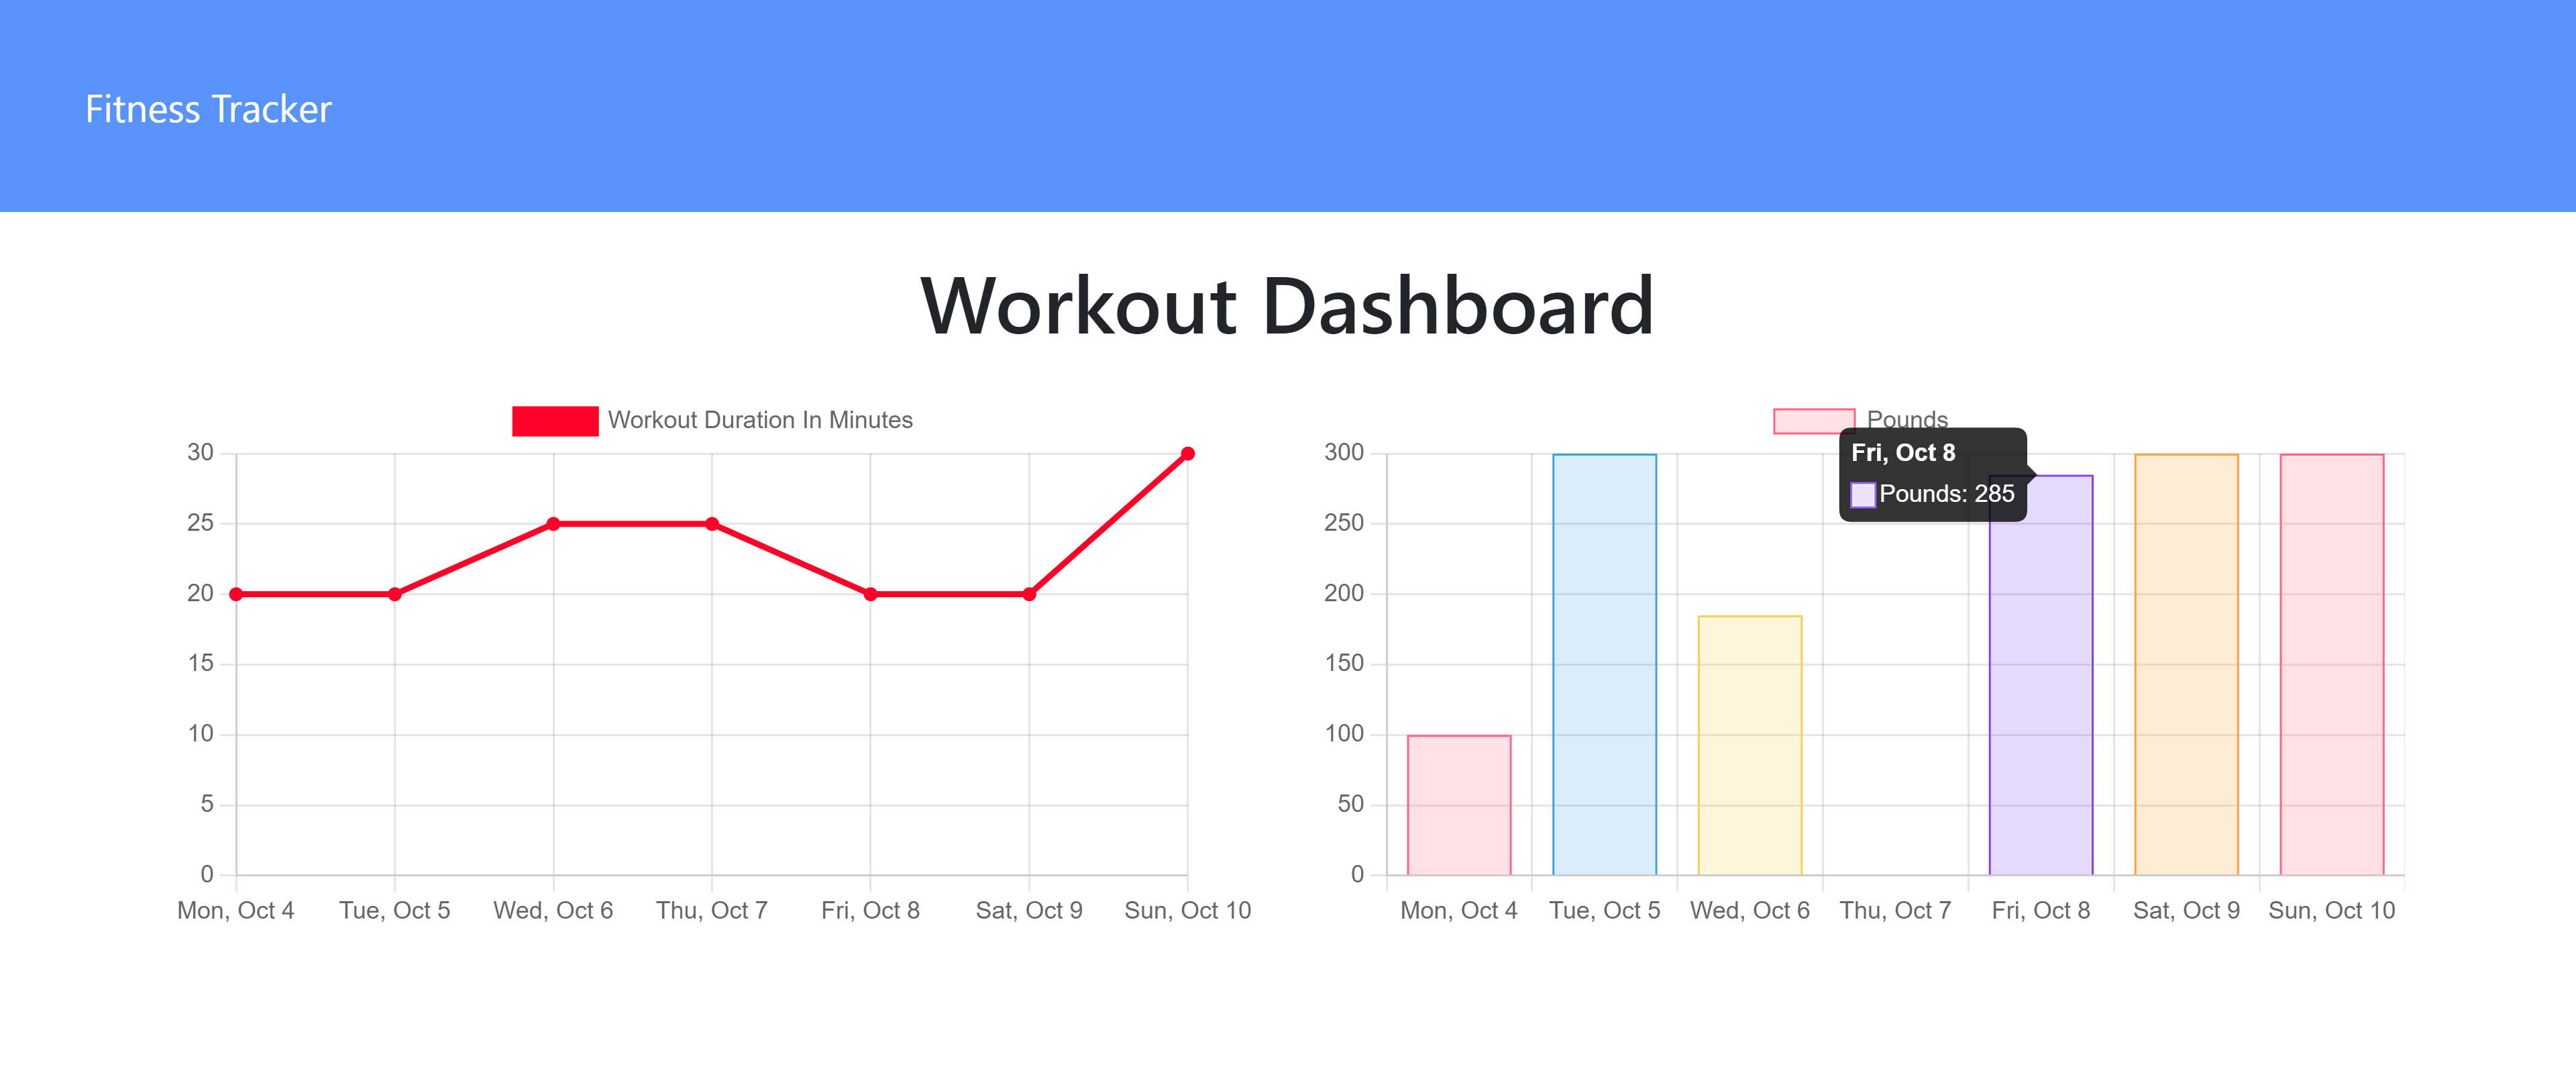 Fitness Tracker
Workout Dashboard
Workout Duration In Minutes
30
25
20
15
10
5
0
Mon, Oct 4 Tue, Oct 5 Wed, Oct 6 Thu, Oct 7 Fri, Oct 8 Sat, Oct 9 Sun, Oct 10
Pounds
300
250
200
150
100
50
0
Fri, Oct 8
Pounds: 285
Mon, Oct 4 Tue, Oct 5 Wed, Oct 6 Thu, Oct 7 Fri, Oct 8 Sat, Oct 9 Sun, Oct 10